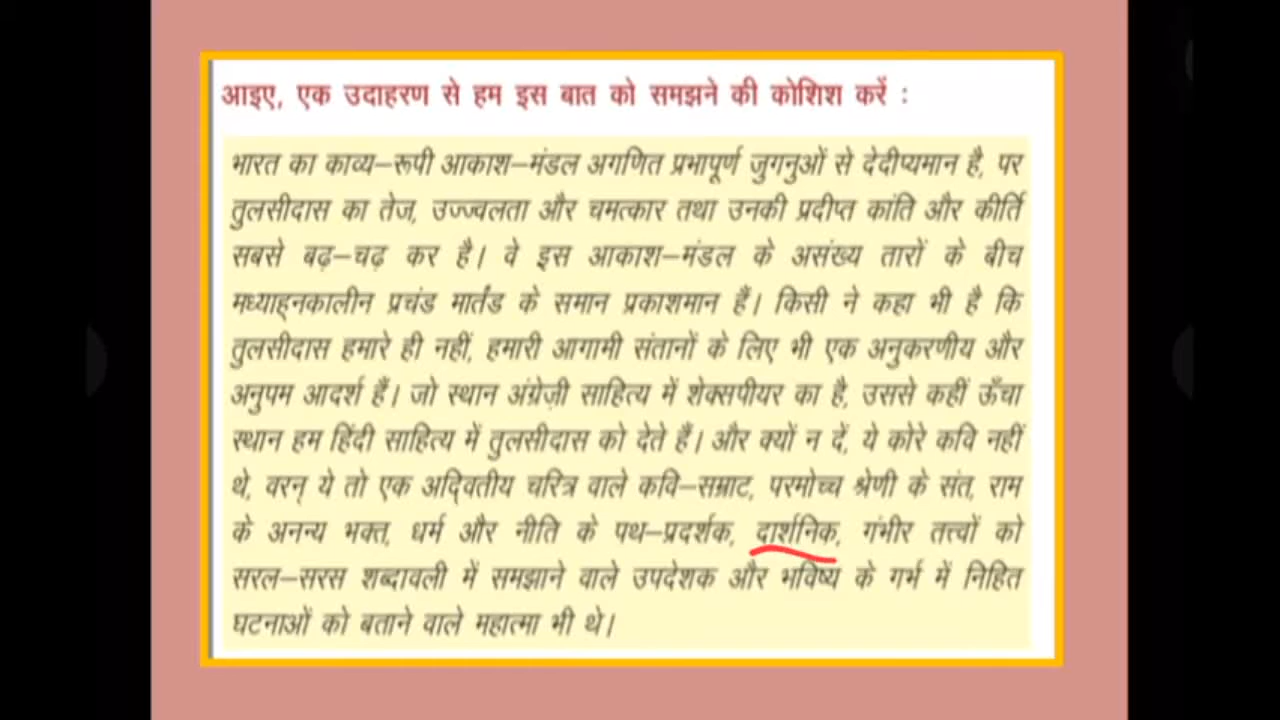 आइए, एक उदाहरण से हम इस बात को समझने की कोशिश करें :
भारत का काव्य–रूपी आकाश–मंडल अगणित प्रभापूर्ण जुगनुओं से देदीप्यमान है, पर
तुलसीदास का तेज, उज्ज्वलता और चमत्कार तथा उनकी प्रदीप्त कांति और कीर्ति
सबसे बढ़–चढ़ कर है। वे इस आकाश–मंडल के असंख्य तारों के बीच
मध्याह्नकालीन प्रचंड मार्तंड के समान प्रकाशमान हैं। किसी ने कहा भी है कि
तुलसीदास हमारे ही नहीं, हमारी आगामी संतानों के लिए भी एक अनुकरणीय और
अनुपम आदर्श हैं। जो स्थान अंग्रेज़ी साहित्य में शेक्सपीयर का है, उससे कहीं ऊँचा
स्थान हम हिंदी साहित्य में तुलसीदास को देते हैं। और क्यों न दें, ये कोरे कवि नहीं
थे, वरन् ये तो एक अद्वितीय चरित्र वाले कवि–सम्राट, परमोच्च श्रेणी के संत, राम
के अनन्य भक्त, धर्म और नीति के पथ–प्रदर्शक, दार्शनिक, गंभीर तत्त्वों को
सरल–सरस शब्दावली में समझाने वाले उपदेशक और भविष्य के गर्भ में निहित
घटनाओं को बताने वाले महात्मा भी थे।